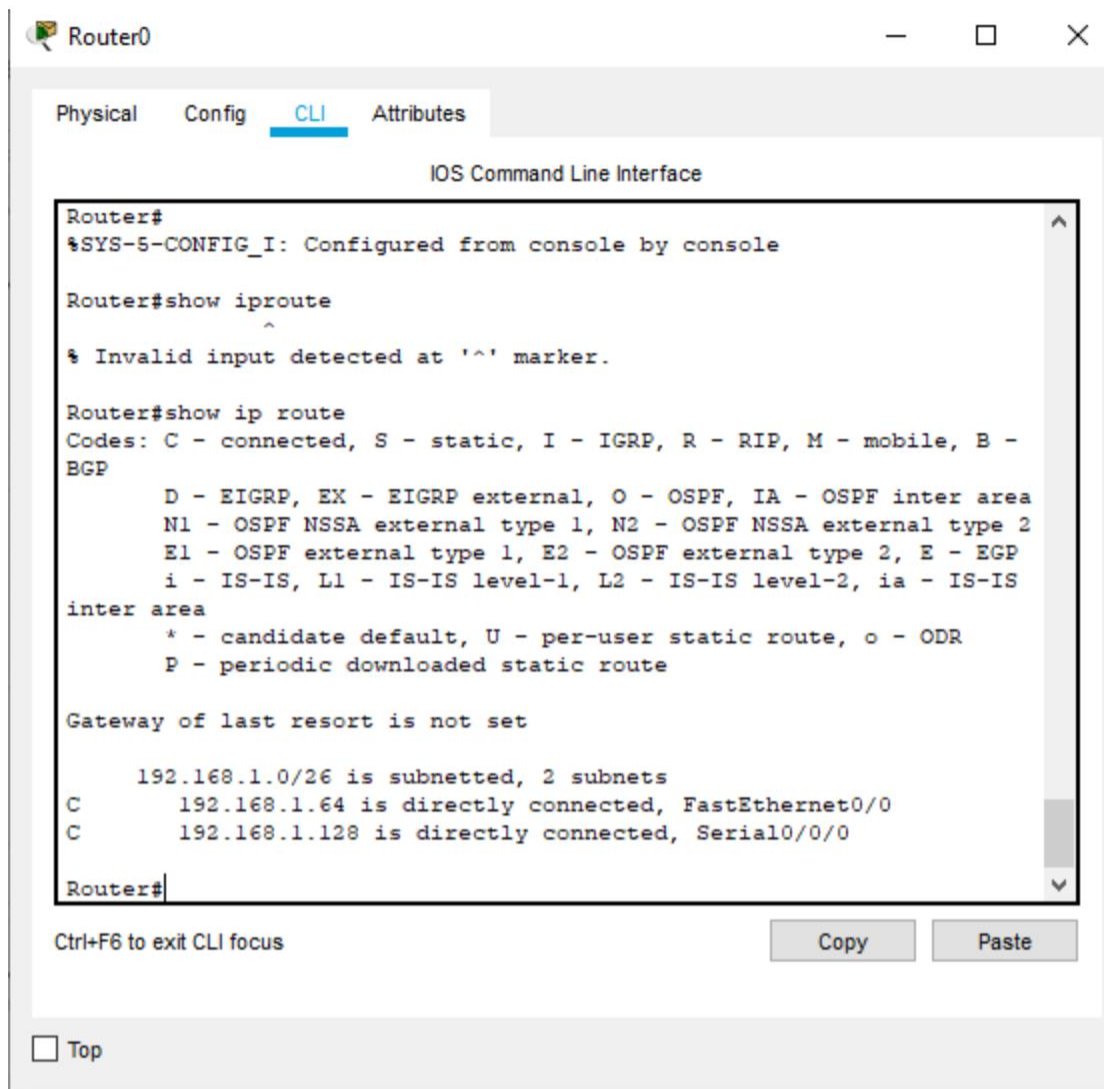 Router0
Physical Config CLI Attributes
IOS Command Line Interface
Router#
%SYS-5-CONFIG_I: Configured from console by console
Router#show iproute
^
% Invalid input detected at '^' marker.
Router#show ip route
Codes: C - connected, S - static, I - IGRP, R - RIP, M - mobile, B -
BGP
D - EIGRP, EX - EIGRP external, O - OSPF, IA - OSPF inter area
N1 - OSPF NSSA external type 1, N2 - OSPF NSSA external type 2
E1 - OSPF external type 1, E2 - OSPF external type 2, E - EGP
i - IS-IS, L1 - IS-IS level-1, L2 - IS-IS level-2, ia - IS-IS
inter area
* - candidate default, U - per-user static route, o - ODR
P - periodic downloaded static route
Gateway of last resort is not set
192.168.1.0/26 is subnetted, 2 subnets
C 192.168.1.64 is directly connected, FastEthernet0/0
C 192.168.1.128 is directly connected, Serial0/0/0
Router#
Ctrl+F6 to exit CLI focus
Copy Paste
Top